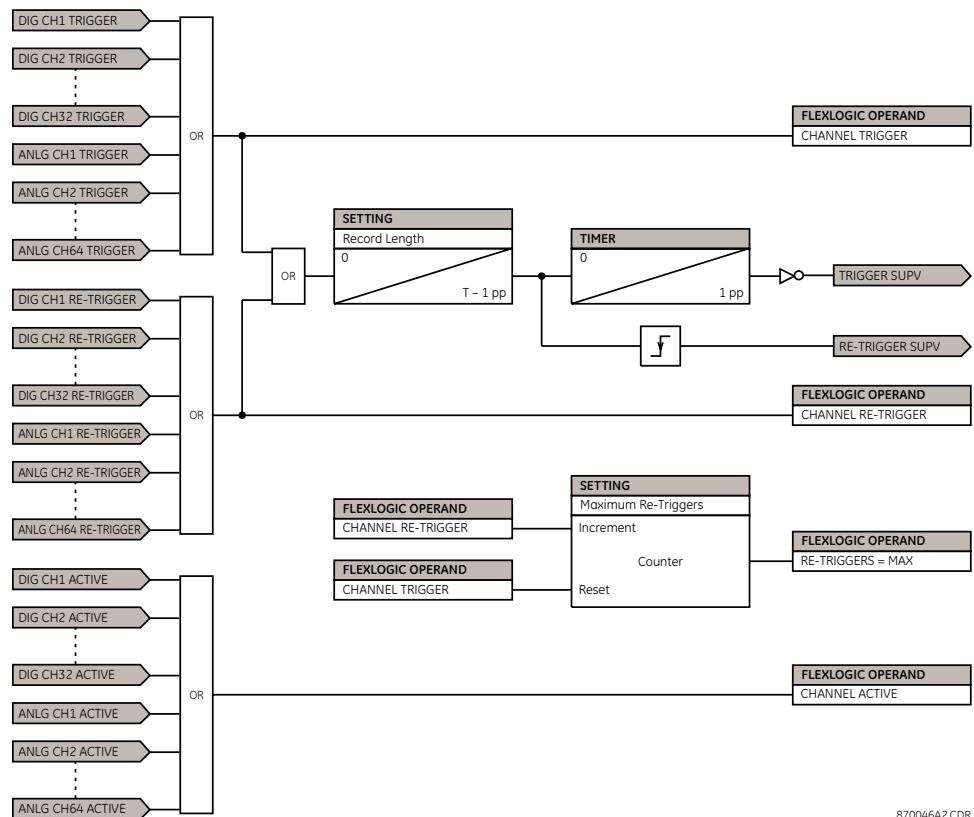 DIG CH1 TRIGGER
DIG CH2 TRIGGER
DIG CH32 TRIGGER
ANLG CH1 TRIGGER
ANLG CH2 TRIGGER
ANLG CH64 TRIGGER
OR
FLEXLOGIC OPERAND
CHANNEL TRIGGER
SETTING
Record Length
0
T – 1 pp
OR
TIMER
0
1 pp
TRIGGER SUPV
RE-TRIGGER SUPV
DIG CH1 RE-TRIGGER
DIG CH2 RE-TRIGGER
DIG CH32 RE-TRIGGER
ANLG CH1 RE-TRIGGER
ANLG CH2 RE-TRIGGER
ANLG CH64 RE-TRIGGER
OR
FLEXLOGIC OPERAND
CHANNEL RE-TRIGGER
FLEXLOGIC OPERAND
CHANNEL RE-TRIGGER
FLEXLOGIC OPERAND
CHANNEL TRIGGER
SETTING
Maximum Re-Triggers
Increment
Counter
Reset
FLEXLOGIC OPERAND
RE-TRIGGERS = MAX
DIG CH1 ACTIVE
DIG CH2 ACTIVE
DIG CH32 ACTIVE
ANLG CH1 ACTIVE
ANLG CH2 ACTIVE
ANLG CH64 ACTIVE
OR
FLEXLOGIC OPERAND
CHANNEL ACTIVE
870046A2.CDR